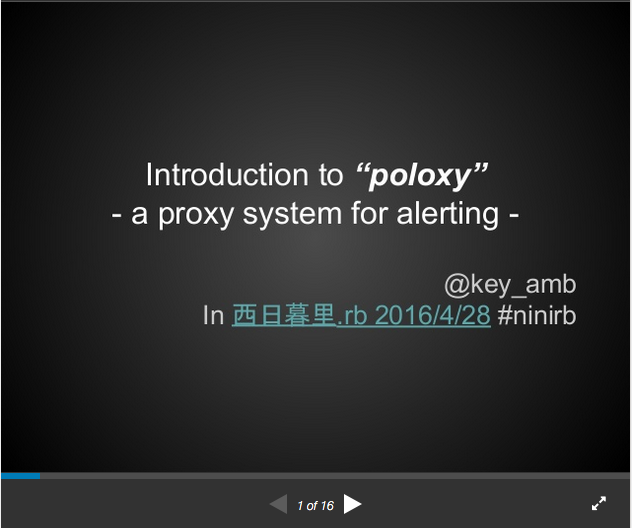 Introduction to “poloxy”
- a proxy system for alerting -
@key_amb
In 西日暮里.rb 2016/4/28 #ninirb
1 of 16